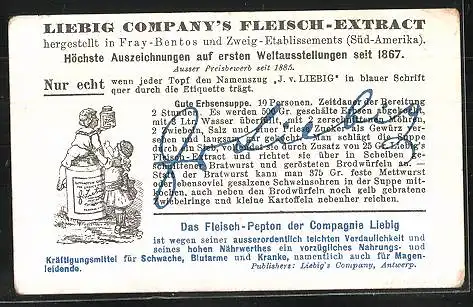 LIEBIG COMPANY'S FLEISCH-EXTRACT
hergestellt in Fray-Bentos und Zweig-Etablissements (Süd-Amerika).
Höchste Auszeichnungen auf ersten Weltausstellungen seit 1867.
Ausser Preisbewerb seit 1885.
Nur echt wenn jeder Topf den Namenszug „J. v. LIEBIG" in blauer Schrift
quer durch die Etiquette trägt.
Gute Erbsensuppe. 10 Personen. Zeitdauer der Bereitung
2 Stunden. Es werden 500 Gr. geschälte Erbsen abgekocht
mit Ltr Wasser überfüllt, mit 2 zerschnittenen Möhren,
2 Zwiebeln, Salz und einer Prise Zucker als Gewürz
und langsam gar gekocht. Man schlägt die Suppe
durch ein Sieb, durch Zusatz von 25 Gr. Liebig's
Fleisch-Extract und richtet sie über in Scheiben ge-
schnittenen Bratwurst und gerösteten Brodwürfeln an.
Statt der Bratwurst kann man 375 Gr. feste Mettwurst
oder ebensoviel gesalzene Schweinsohren in der Suppe mit-
kochen, auch neben den Brodwürfeln noch gelb gebratene
Zwiebelringe und kleine Kartoffeln nebenher reichen.
J v Liebig
Das Fleisch-Pepton der Compagnie Liebig
ist wegen seiner ausserordentlich leichten Verdaulichkeit und
seines hohen Nährwerthes ein vorzügliches Nahrungs- und
Kräftigungsmittel für Schwache, Blutarme und Kranke, namentlich auch für Magen-
leidende.
Publishers: Liebig's Company, Antwerp.